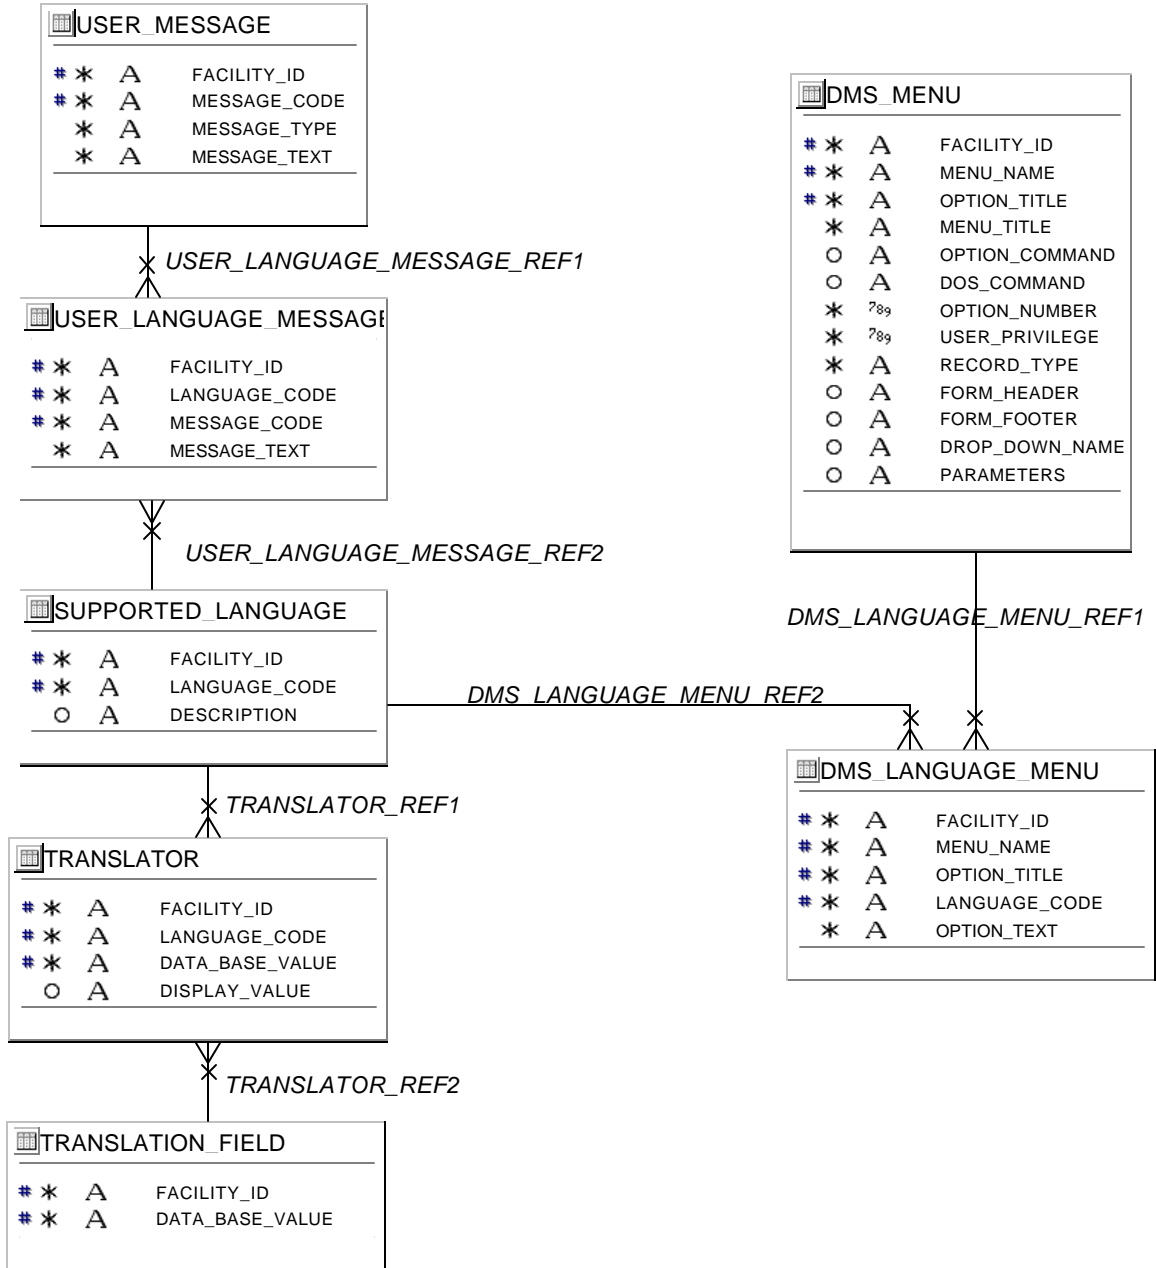 USER_MESSAGE
# * A FACILITY_ID
# * A MESSAGE_CODE
* A MESSAGE_TYPE
* A MESSAGE_TEXT
USER_LANGUAGE_MESSAGE_REF1
USER_LANGUAGE_MESSAGE
# * A FACILITY_ID
# * A LANGUAGE_CODE
# * A MESSAGE_CODE
* A MESSAGE_TEXT
USER_LANGUAGE_MESSAGE_REF2
SUPPORTED_LANGUAGE
# * A FACILITY_ID
# * A LANGUAGE_CODE
O A DESCRIPTION
TRANSLATOR_REF1
TRANSLATOR
# * A FACILITY_ID
# * A LANGUAGE_CODE
# * A DATA_BASE_VALUE
O A DISPLAY_VALUE
TRANSLATOR_REF2
TRANSLATION_FIELD
# * A FACILITY_ID
# * A DATA_BASE_VALUE
DMS_MENU
# * A FACILITY_ID
# * A MENU_NAME
# * A OPTION_TITLE
* A MENU_TITLE
O A OPTION_COMMAND
O A DOS_COMMAND
* 789 OPTION_NUMBER
* 789 USER_PRIVILEGE
* A RECORD_TYPE
O A FORM_HEADER
O A FORM_FOOTER
O A DROP_DOWN_NAME
O A PARAMETERS
DMS_LANGUAGE_MENU_REF1
DMS_LANGUAGE_MENU_REF2
DMS_LANGUAGE_MENU
# * A FACILITY_ID
# * A MENU_NAME
# * A OPTION_TITLE
# * A LANGUAGE_CODE
* A OPTION_TEXT